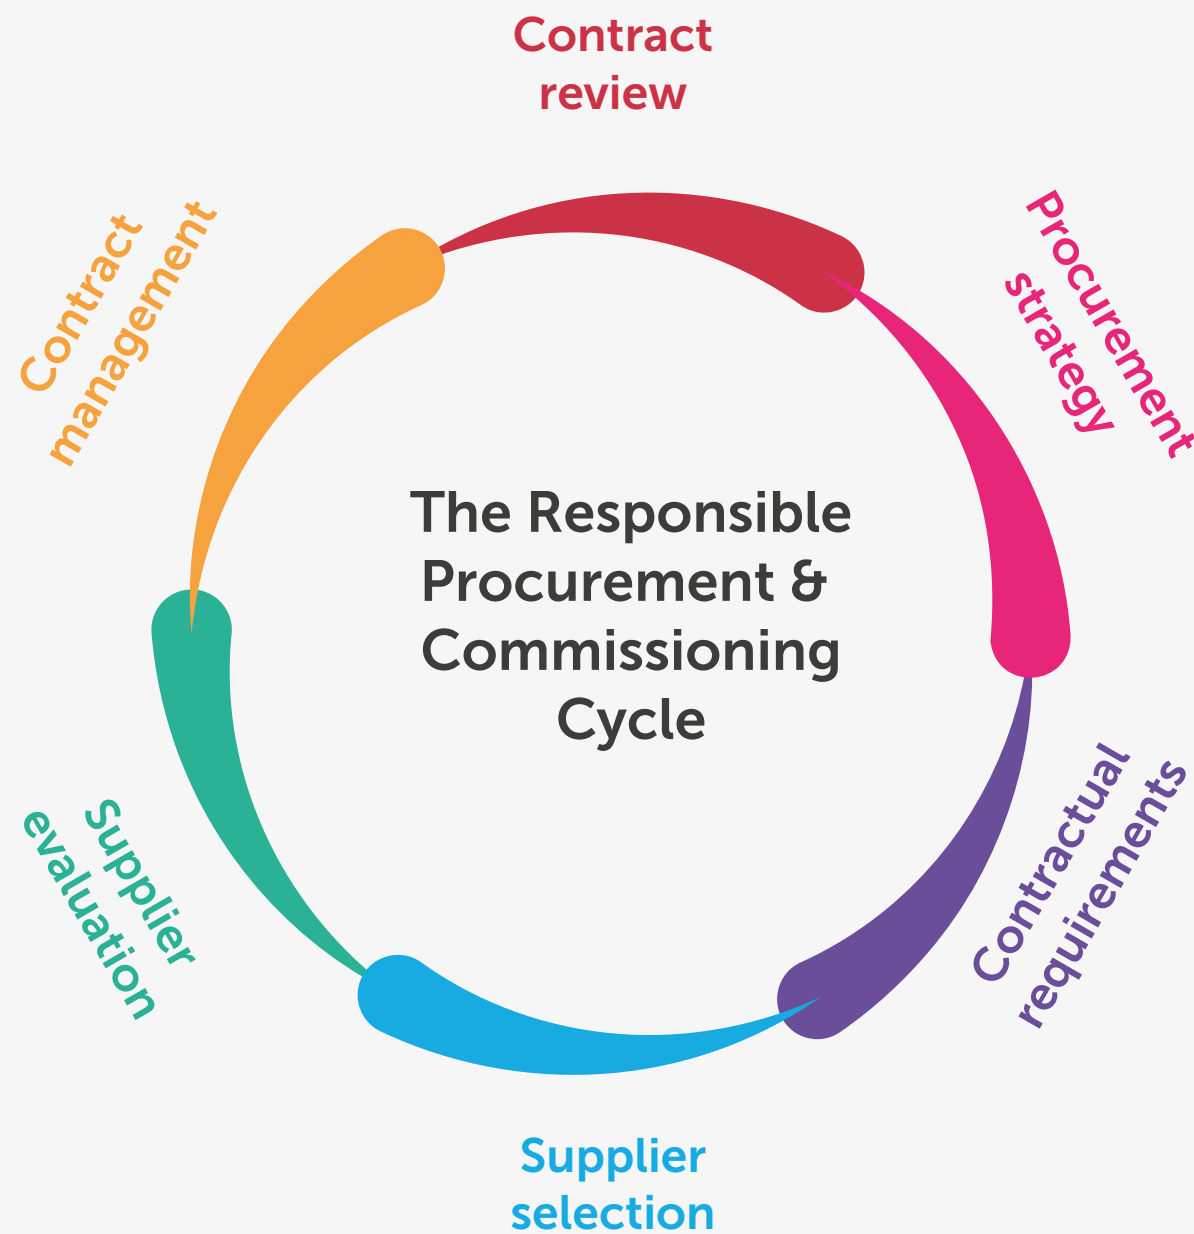 Contract
review
Procurement
strategy
Contractual
requirements
Supplier
selection
Supplier
evaluation
Contract
management
The Responsible
Procurement &
Commissioning
Cycle